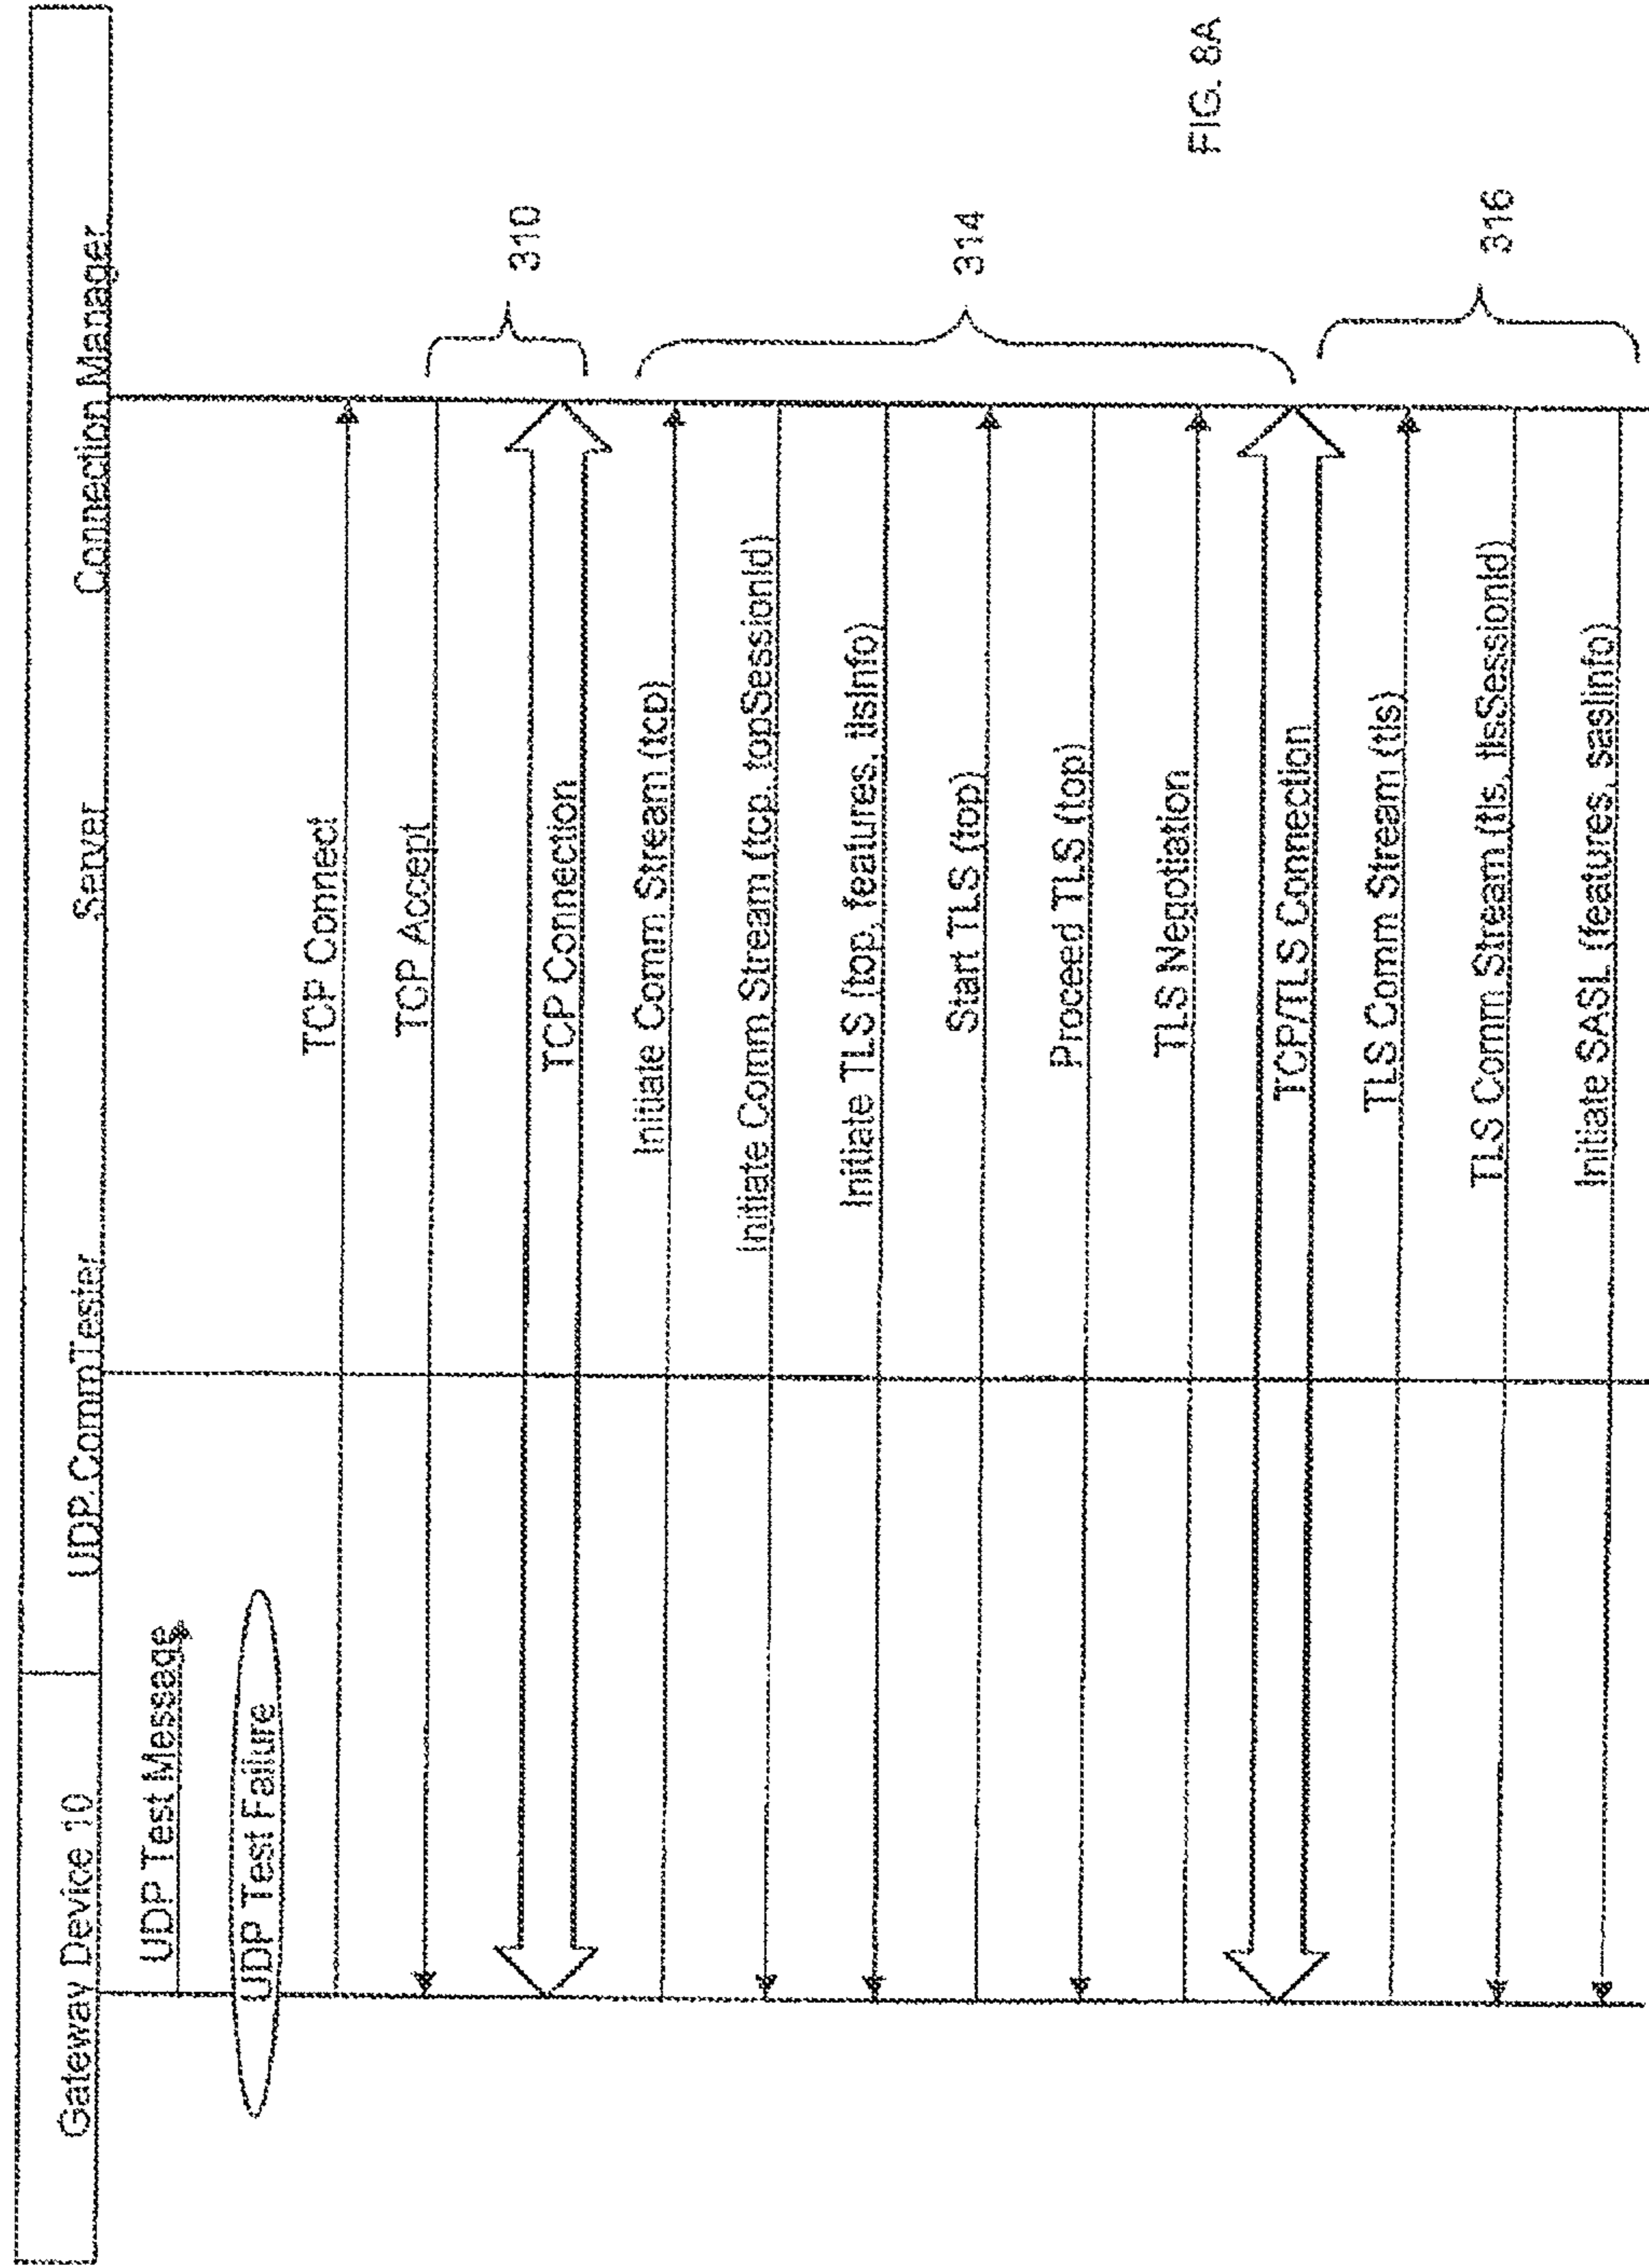 Gateway Device 10
UDP CommTester
Server
Connection Manager
UDP Test Message
UDP Test Failure
TCP Connect
TCP Accept
TCP Connection
310
Initiate Comm Stream (tcp)
Initiate Comm Stream (tcp, tcpSessionId)
Initiate TLS (tcp, features, tlsInfo)
Start TLS (tcp)
Proceed TLS (tcp)
TLS Negotiation
TCP/TLS Connection
314
TLS Comm Stream (tls)
TLS Comm Stream (tls, tlsSessionId)
Initiate SASL (features, saslInfo)
316
FIG. 8A